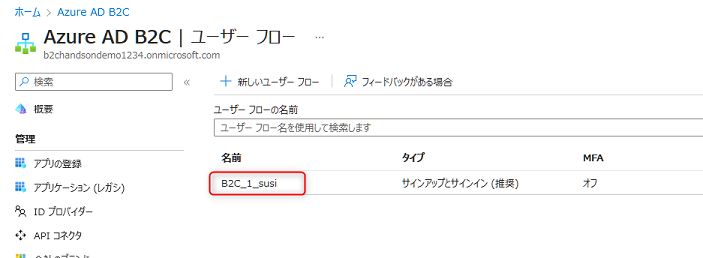 ホーム > Azure AD B2C
Azure AD B2C | ユーザー フロー ...
b2chandsondemo1234.onmicrosoft.com
検索 «
概要
管理
アプリの登録
アプリケーション (レガシ)
ID プロバイダー
API コネクタ
+ 新しいユーザー フロー フィードバックがある場合
ユーザー フローの名前
ユーザー フロー名を使用して検索します
名前 タイプ MFA
B2C_1_susi サインアップとサインイン (推奨) オフ